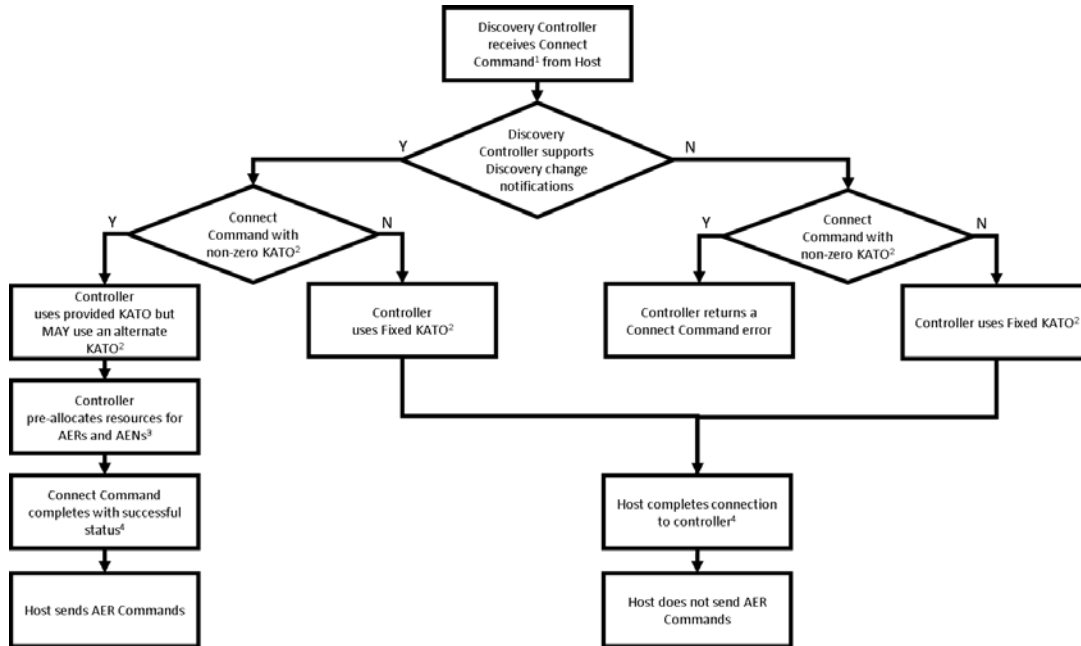 Discovery Controller
receives Connect
Command¹ from Host
Discovery
Controller supports
Discovery change
notifications
Y
N
Connect
Command with
non-zero KATO²
Y
N
Connect
Command with
non-zero KATO²
Y
N
Controller
uses provided KATO but
MAY use an alternate
KATO²
Controller
uses Fixed KATO²
Controller returns a
Connect Command error
Controller uses Fixed KATO²
Controller
pre-allocates resources for
AERs and AENs³
Connect Command
completes with successful
status⁴
Host completes connection
to controller⁴
Host sends AER Commands
Host does not send AER
Commands